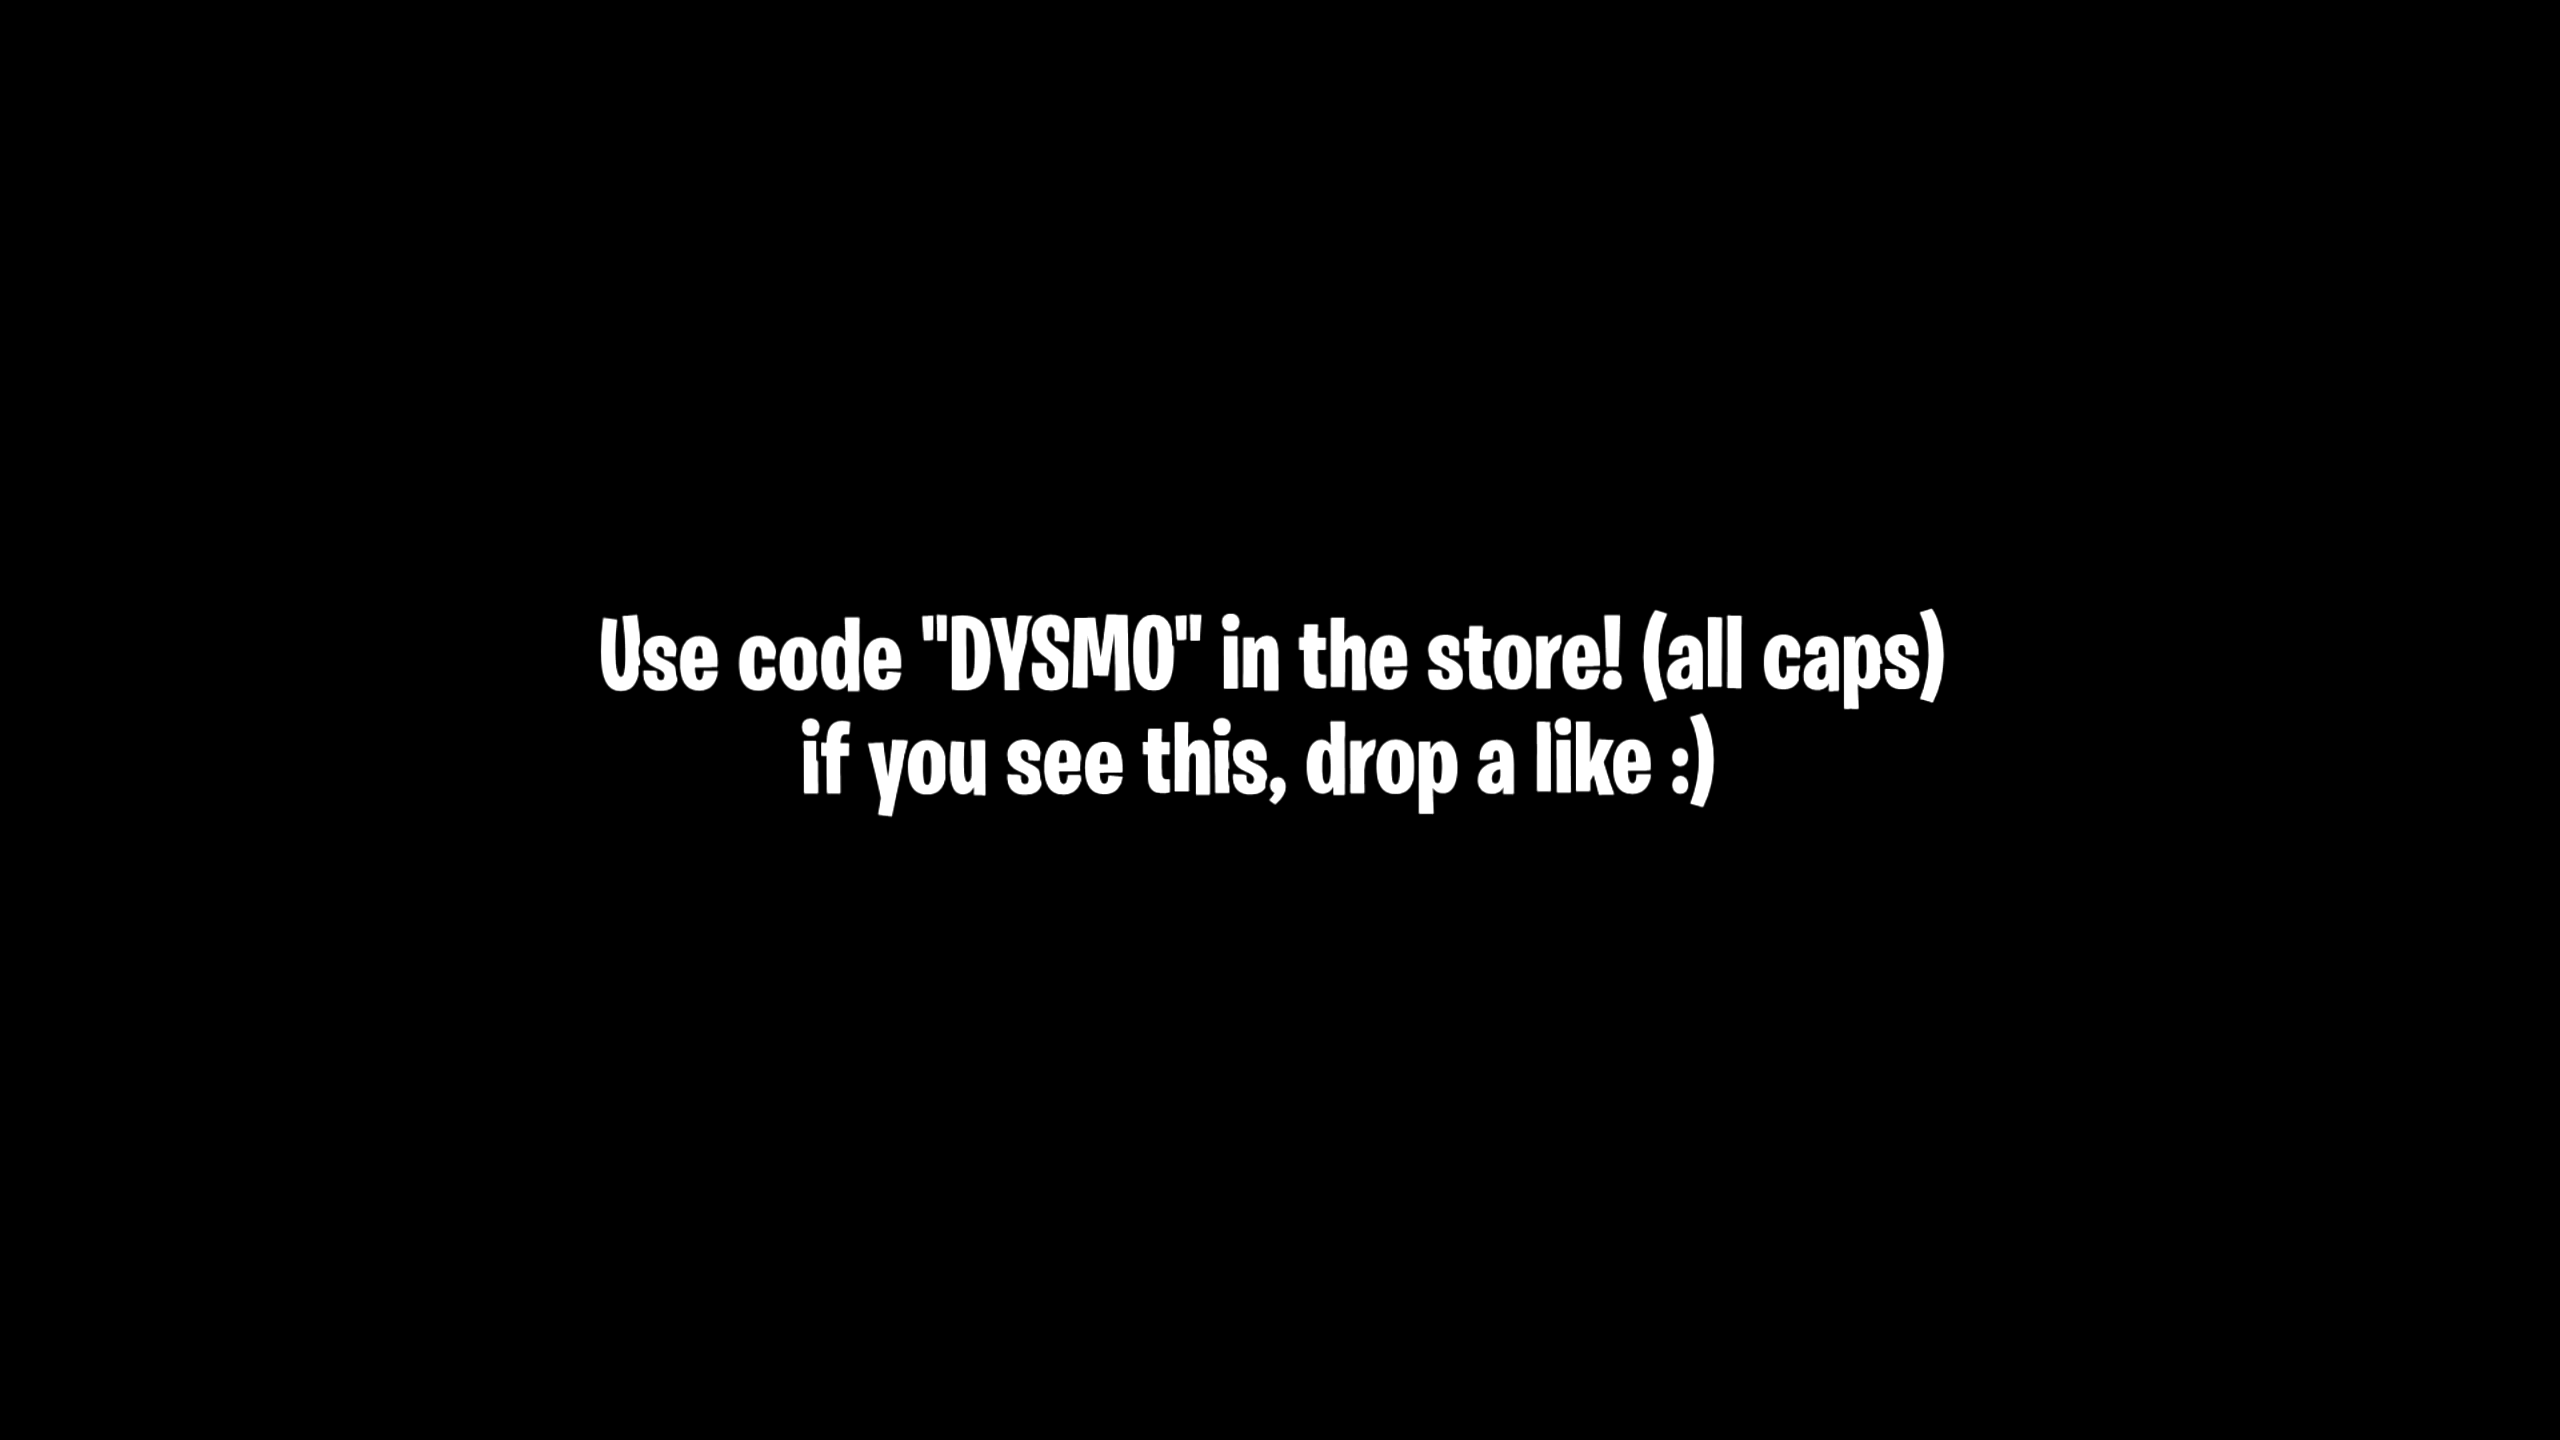 Use code "DYSMO" in the store! (all caps)
if you see this, drop a like :)